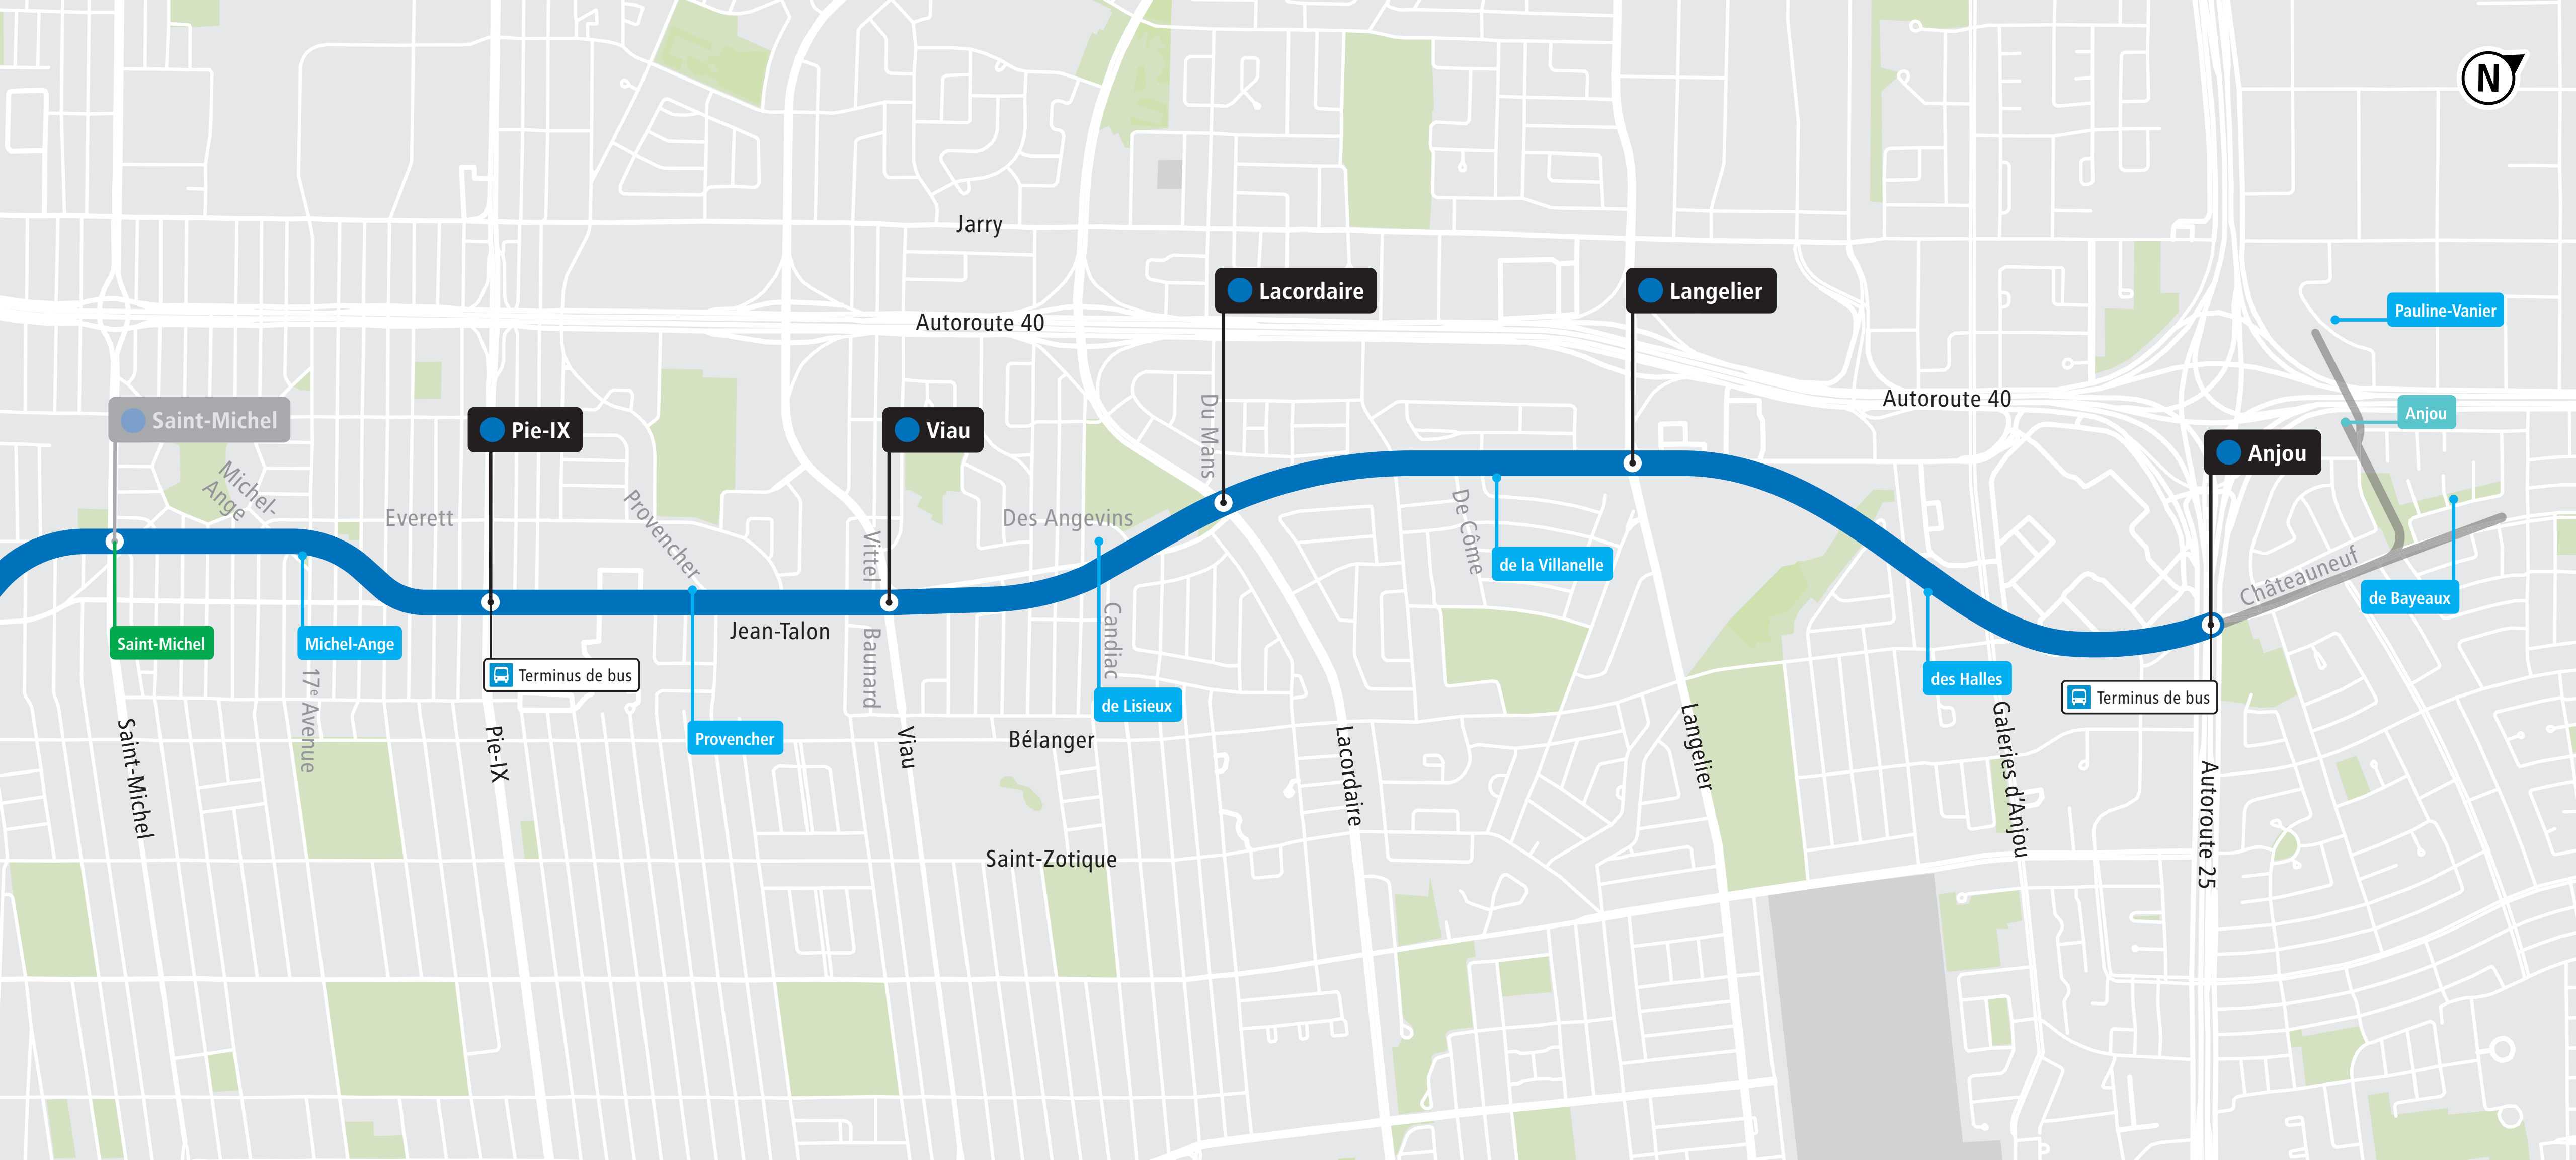 N
Jarry
Lacordaire
Langelier
Pauline-Vanier
Autoroute 40
Autoroute 40
Anjou
Saint-Michel
Pie-IX
Viau
Anjou
Du Mans
Michel-
Ange
Everett
Provencher
Vittel
Des Angevins
De Côme
de la Villanelle
Châteauneuf
de Bayeaux
Saint-Michel
Michel-Ange
Jean-Talon
Baunard
Candiac
Terminus de bus
des Halles
Terminus de bus
de Lisieux
17e Avenue
Provencher
Bélanger
Saint-Michel
Pie-IX
Viau
Lacordaire
Langelier
Galeries d'Anjou
Autoroute 25
Saint-Zotique